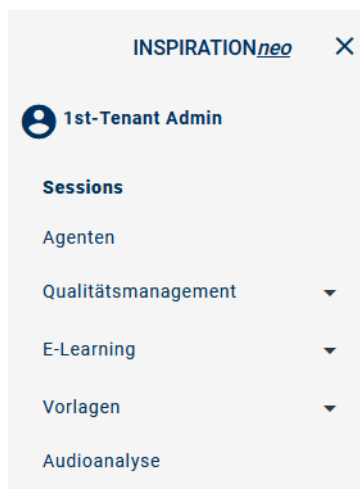 INSPIRATIONneo
1st-Tenant Admin
Sessions
Agenten
Qualitätsmanagement
E-Learning
Vorlagen
Audioanalyse